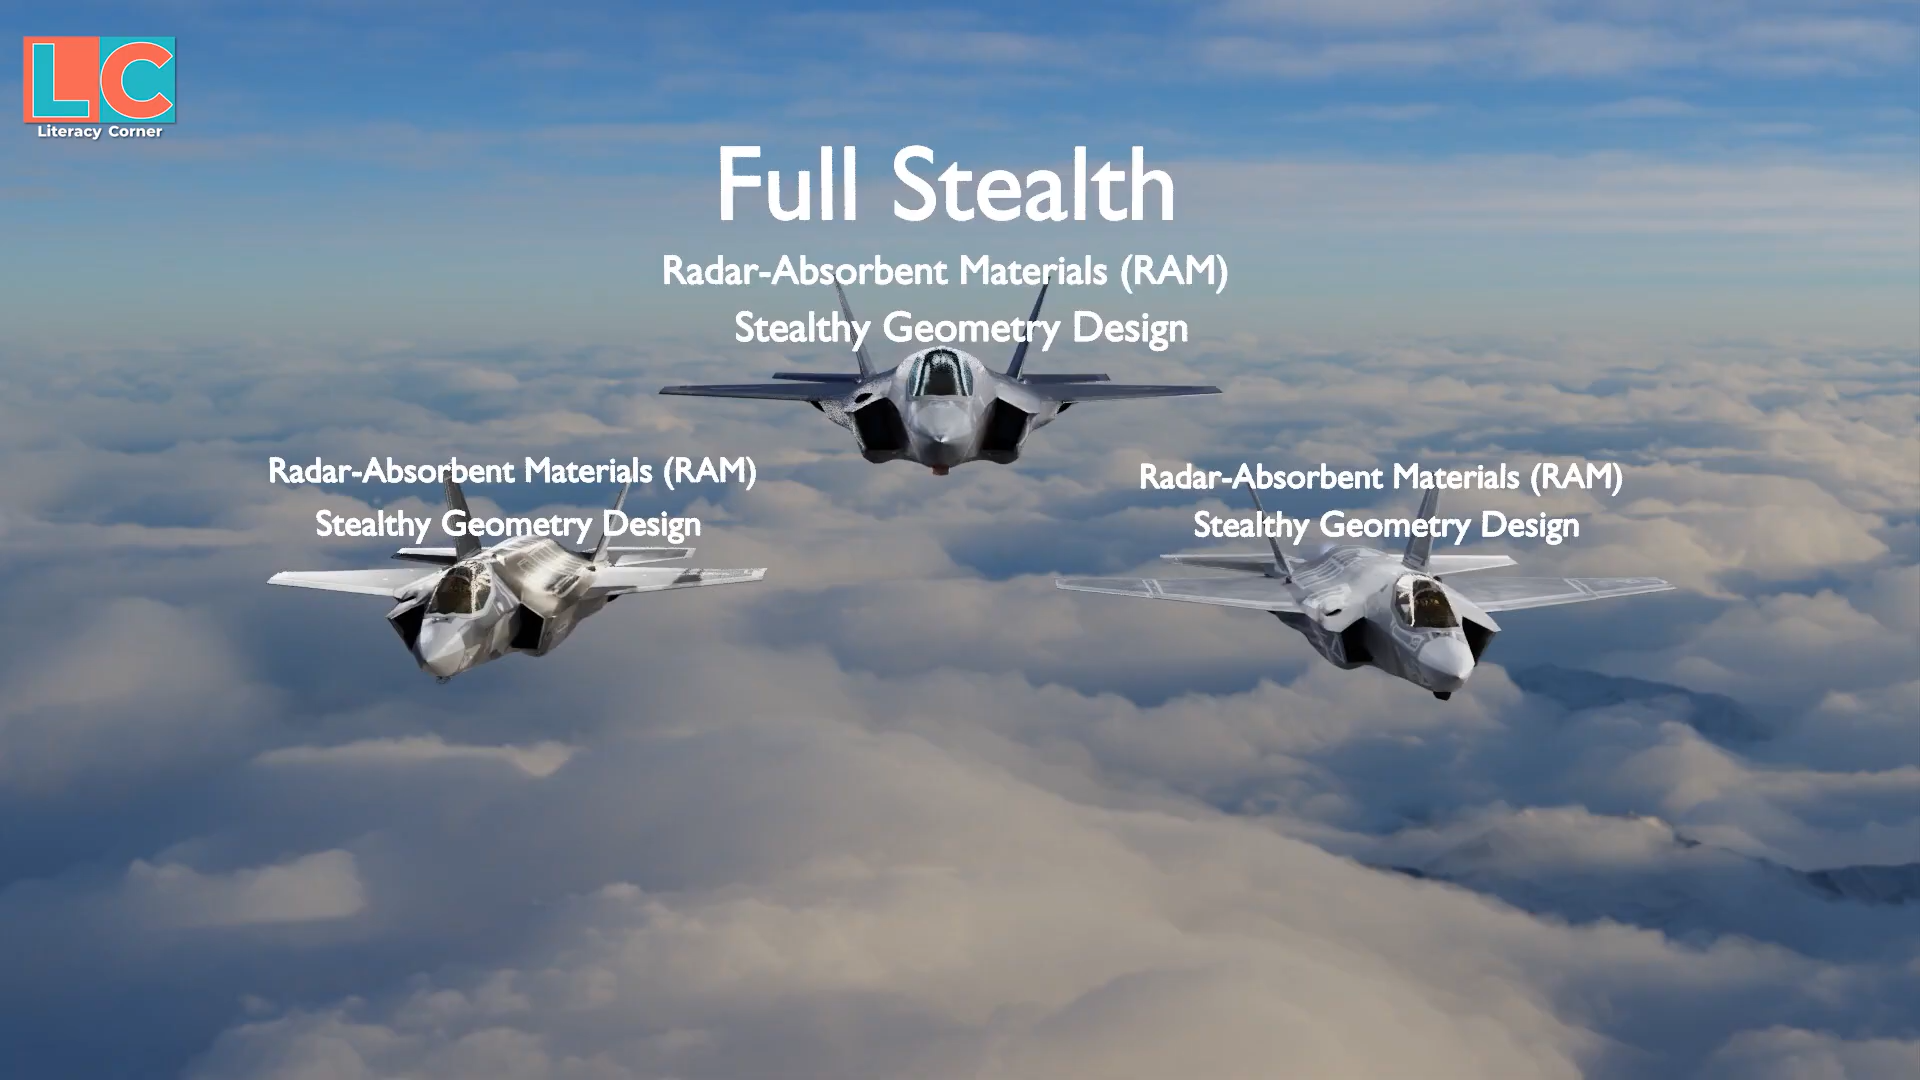 LC
Literacy Corner
Full Stealth
Radar-Absorbent Materials (RAM)
Stealthy Geometry Design
Radar-Absorbent Materials (RAM)
Stealthy Geometry Design
Radar-Absorbent Materials (RAM)
Stealthy Geometry Design